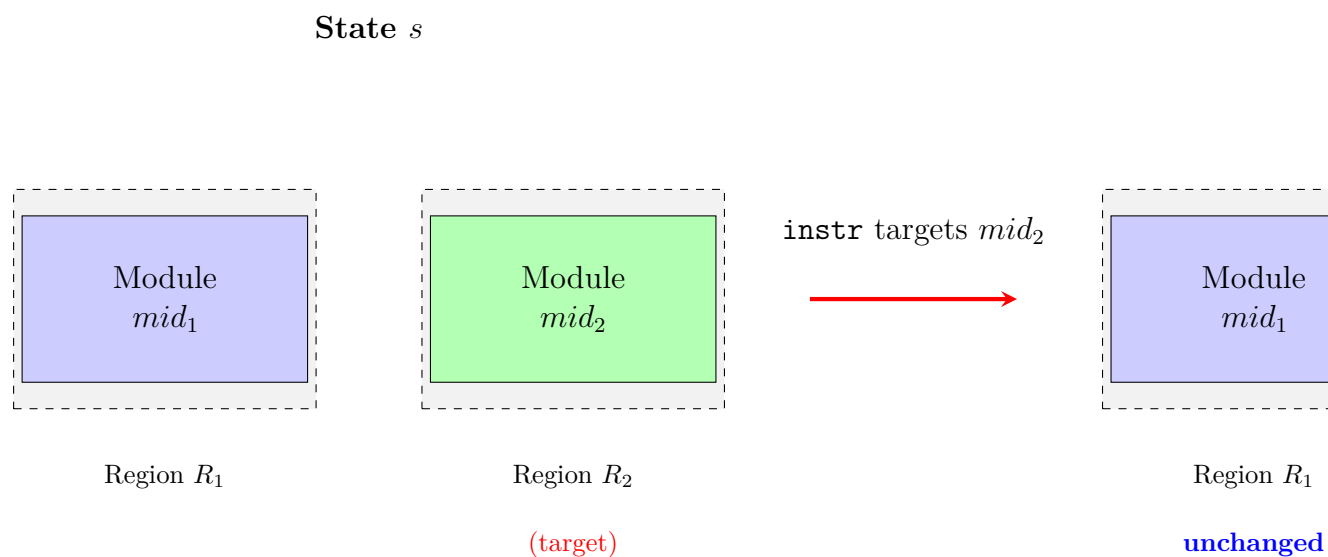 State s
Module
mid₁
Module
mid₂
instr targets mid₂
Module
mid₁
Region R₁
Region R₂
Region R₁
(target)
unchanged